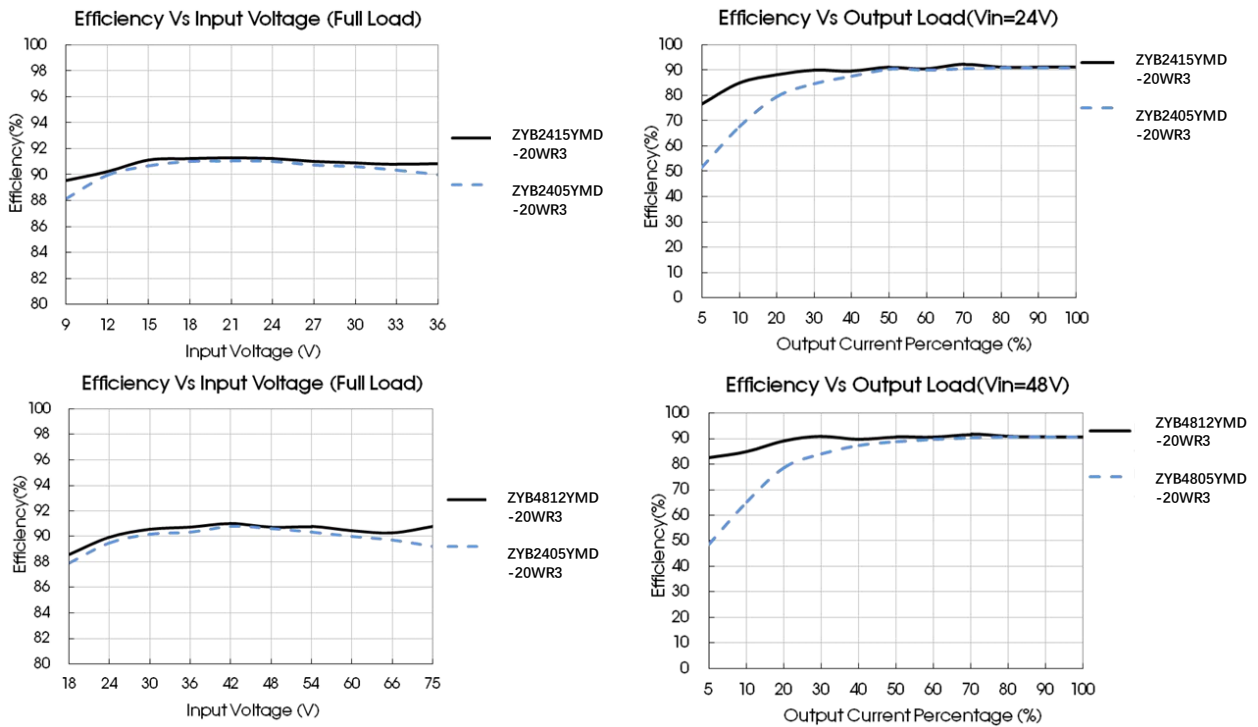 Efficiency Vs Input Voltage (Full Load)
100
98
96
94
92
90
88
86
84
82
80
Efficiency(%)
9 12 15 18 21 24 27 30 33 36
Input Voltage (V)
ZYB2415YMD
-20WR3
ZYB2405YMD
-20WR3
Efficiency Vs Output Load(Vin=24V)
100
90
80
70
60
50
40
30
20
10
0
Efficiency(%)
5 10 20 30 40 50 60 70 80 90 100
Output Current Percentage (%)
ZYB2415YMD
-20WR3
ZYB2405YMD
-20WR3
Efficiency Vs Input Voltage (Full Load)
100
98
96
94
92
90
88
86
84
82
80
Efficiency(%)
18 24 30 36 42 48 54 60 66 75
Input Voltage (V)
ZYB4812YMD
-20WR3
ZYB2405YMD
-20WR3
Efficiency Vs Output Load(Vin=48V)
100
90
80
70
60
50
40
30
20
10
0
Efficiency(%)
5 10 20 30 40 50 60 70 80 90 100
Output Current Percentage (%)
ZYB4812YMD
-20WR3
ZYB4805YMD
-20WR3